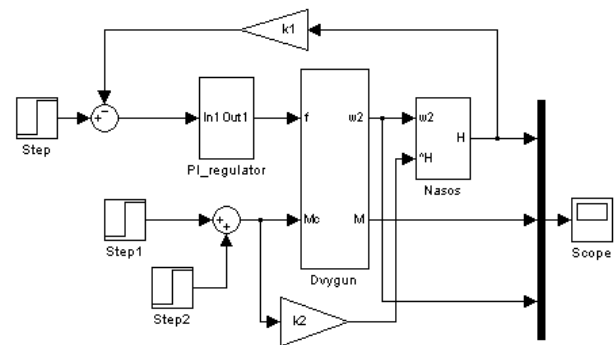 k1
+
−
Step
In1 Out1
PI_regulator
f
w2
Mc
M
Dvygun
w2
H
^H
Nasos
Scope
Step1
+
+
Step2
k2